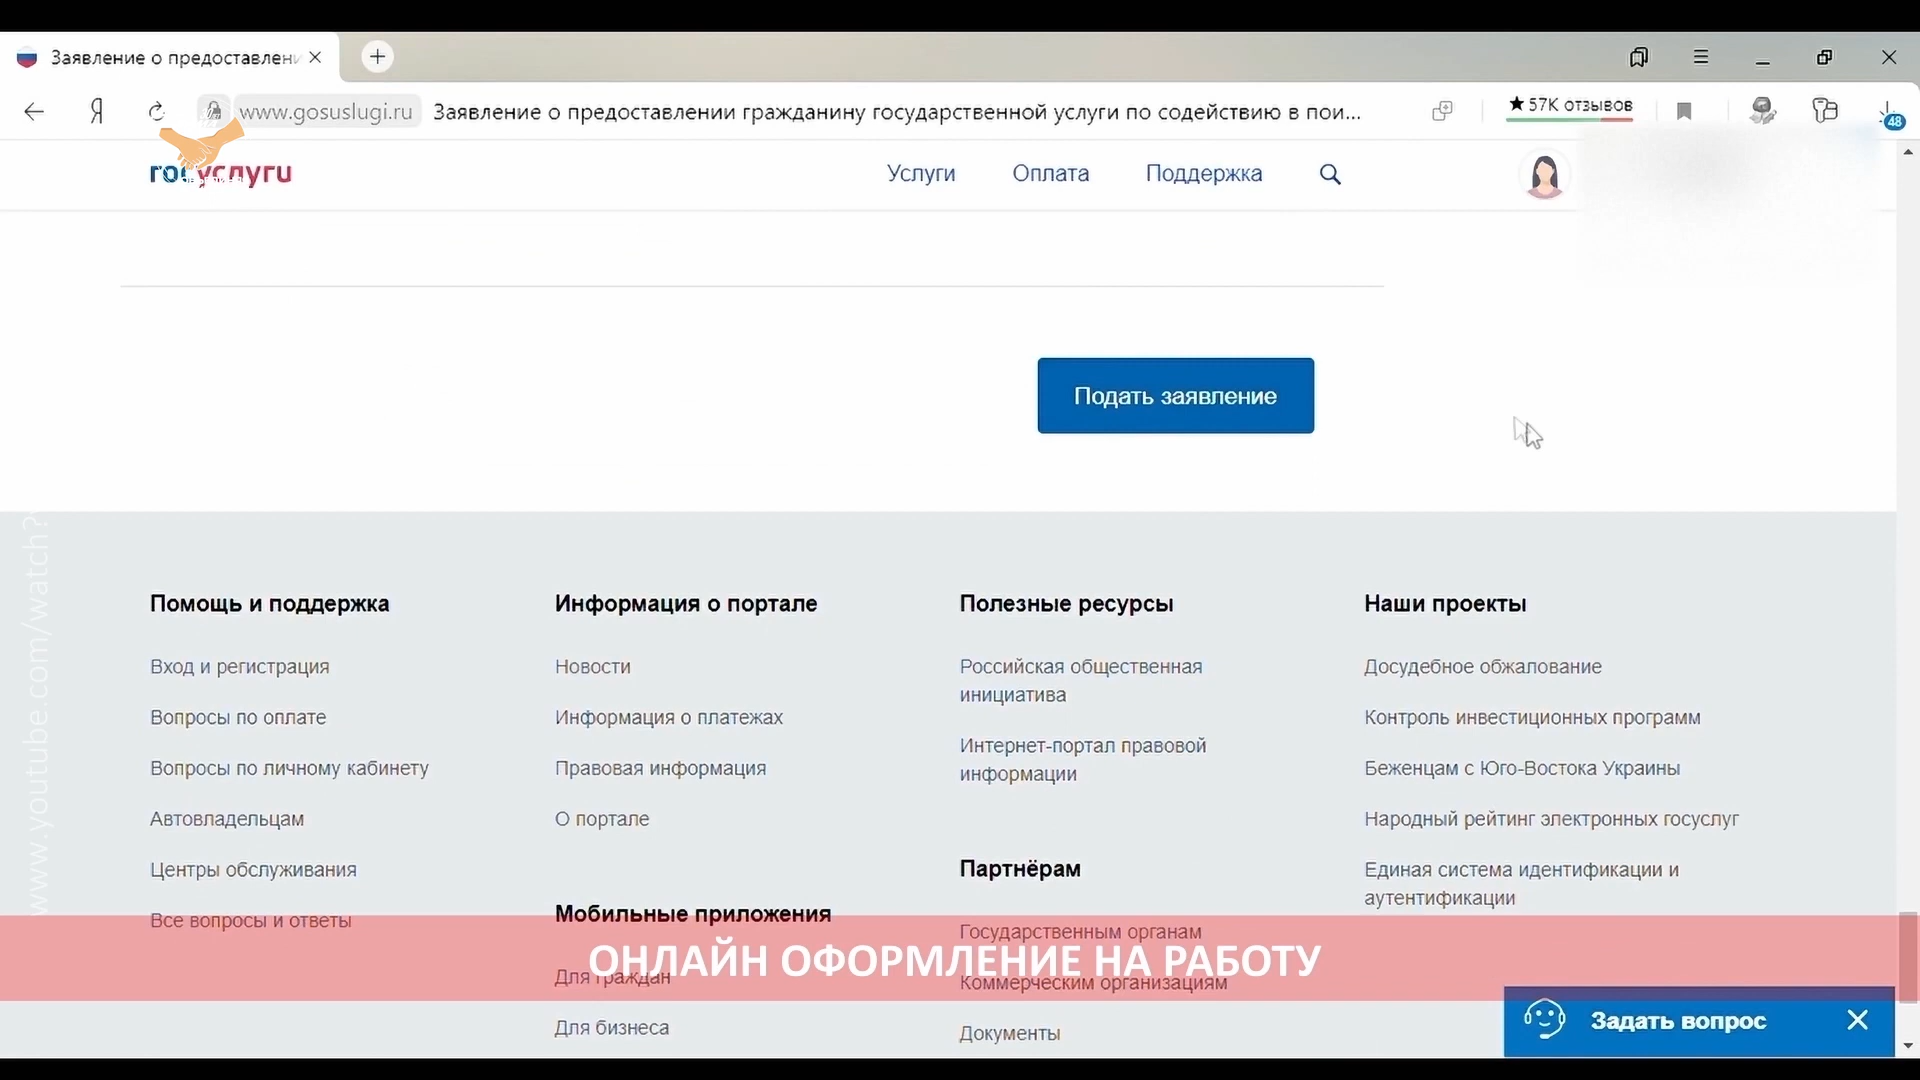 Заявление о предоставлени
www.gosuslugi.ru Заявление о предоставлении гражданину государственной услуги по содействию в пои...
★ 57K отзывов
48
госуслуги
Услуги
Оплата
Поддержка
Подать заявление
www.youtube.com/watch?
Помощь и поддержка
Вход и регистрация
Вопросы по оплате
Вопросы по личному кабинету
Автовладельцам
Центры обслуживания
Все вопросы и ответы
Информация о портале
Новости
Информация о платежах
Правовая информация
О портале
Мобильные приложения
Для граждан
Для бизнеса
Полезные ресурсы
Российская общественная
инициатива
Интернет-портал правовой
информации
Партнёрам
Государственным органам
Коммерческим организациям
Документы
Наши проекты
Досудебное обжалование
Контроль инвестиционных программ
Беженцам с Юго-Востока Украины
Народный рейтинг электронных госуслуг
Единая система идентификации и
аутентификации
ОНЛАЙН ОФОРМЛЕНИЕ НА РАБОТУ
Задать вопрос